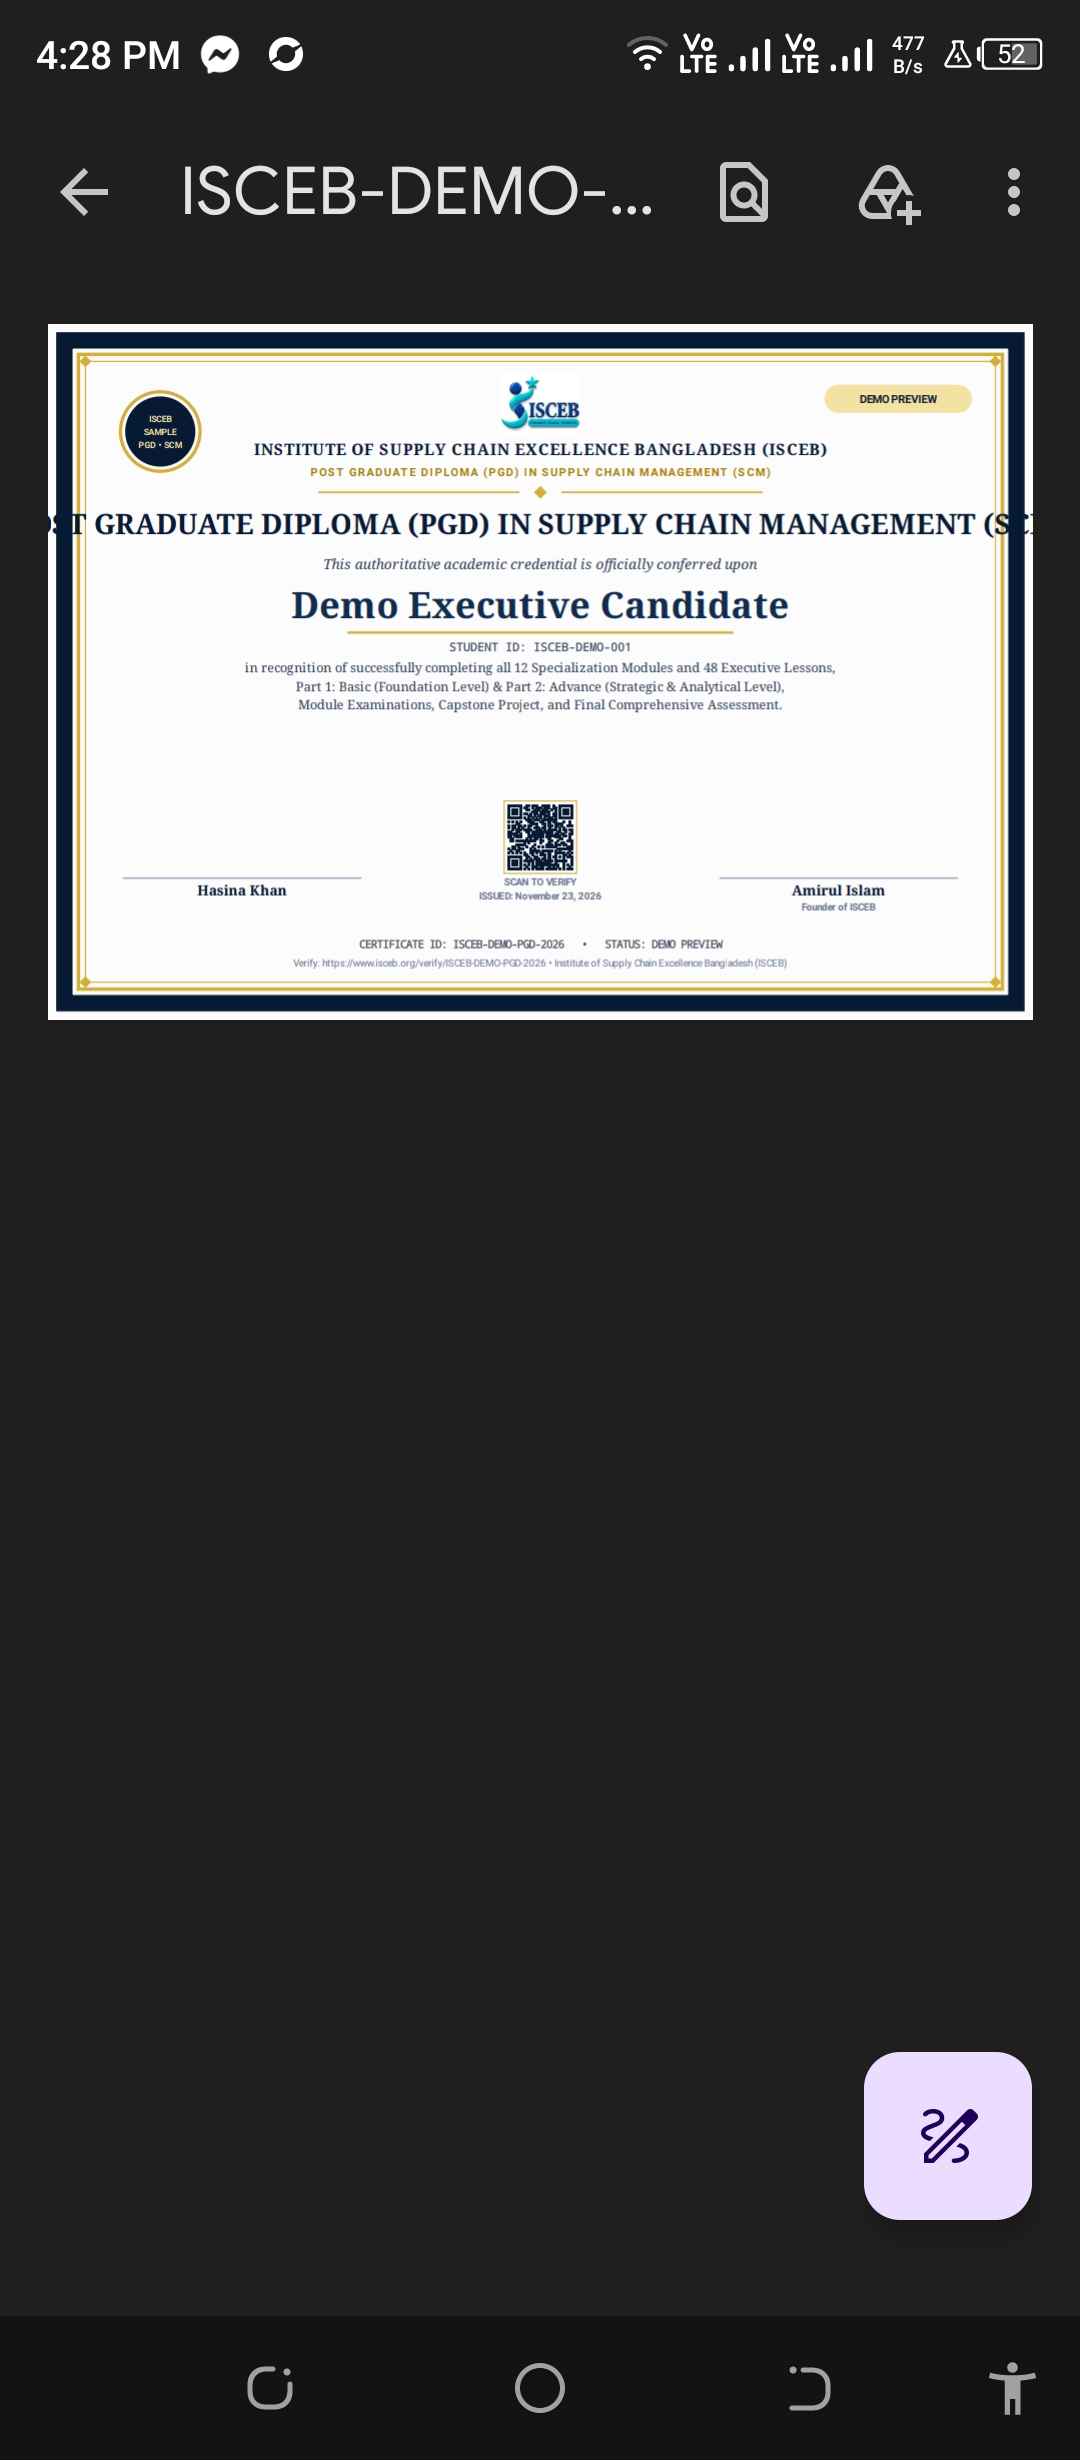 4:28 PM
Vo LTE
Vo LTE
477 B/s
52
ISCEB-DEMO-...
ISCEB
SAMPLE
PGD • SCM
ISCEB
DEMO PREVIEW
INSTITUTE OF SUPPLY CHAIN EXCELLENCE BANGLADESH (ISCEB)
POST GRADUATE DIPLOMA (PGD) IN SUPPLY CHAIN MANAGEMENT (SCM)
OST GRADUATE DIPLOMA (PGD) IN SUPPLY CHAIN MANAGEMENT (SC
This authoritative academic credential is officially conferred upon
Demo Executive Candidate
STUDENT ID: ISCEB-DEMO-001
in recognition of successfully completing all 12 Specialization Modules and 48 Executive Lessons,
Part 1: Basic (Foundation Level) & Part 2: Advance (Strategic & Analytical Level),
Module Examinations, Capstone Project, and Final Comprehensive Assessment.
SCAN TO VERIFY
ISSUED: November 23, 2026
Hasina Khan
Amirul Islam
Founder of ISCEB
CERTIFICATE ID: ISCEB-DEMO-PGD-2026 • STATUS: DEMO PREVIEW
Verify: https://www.isceb.org/verify/ISCEB-DEMO-PGD-2026 • Institute of Supply Chain Excellence Bangladesh (ISCEB)